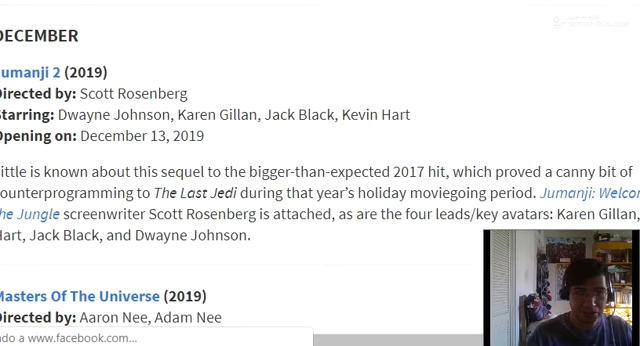 DECEMBER
Jumanji 2 (2019)
Directed by: Scott Rosenberg
Starring: Dwayne Johnson, Karen Gillan, Jack Black, Kevin Hart
Opening on: December 13, 2019
ittle is known about this sequel to the bigger-than-expected 2017 hit, which proved a canny bit of
ounterprogramming to The Last Jedi during that year's holiday moviegoing period. Jumanji: Welcom
he Jungle screenwriter Scott Rosenberg is attached, as are the four leads/key avatars: Karen Gillan,
Hart, Jack Black, and Dwayne Johnson.
Masters Of The Universe (2019)
Directed by: Aaron Nee, Adam Nee
ndo a www.facebook.com...